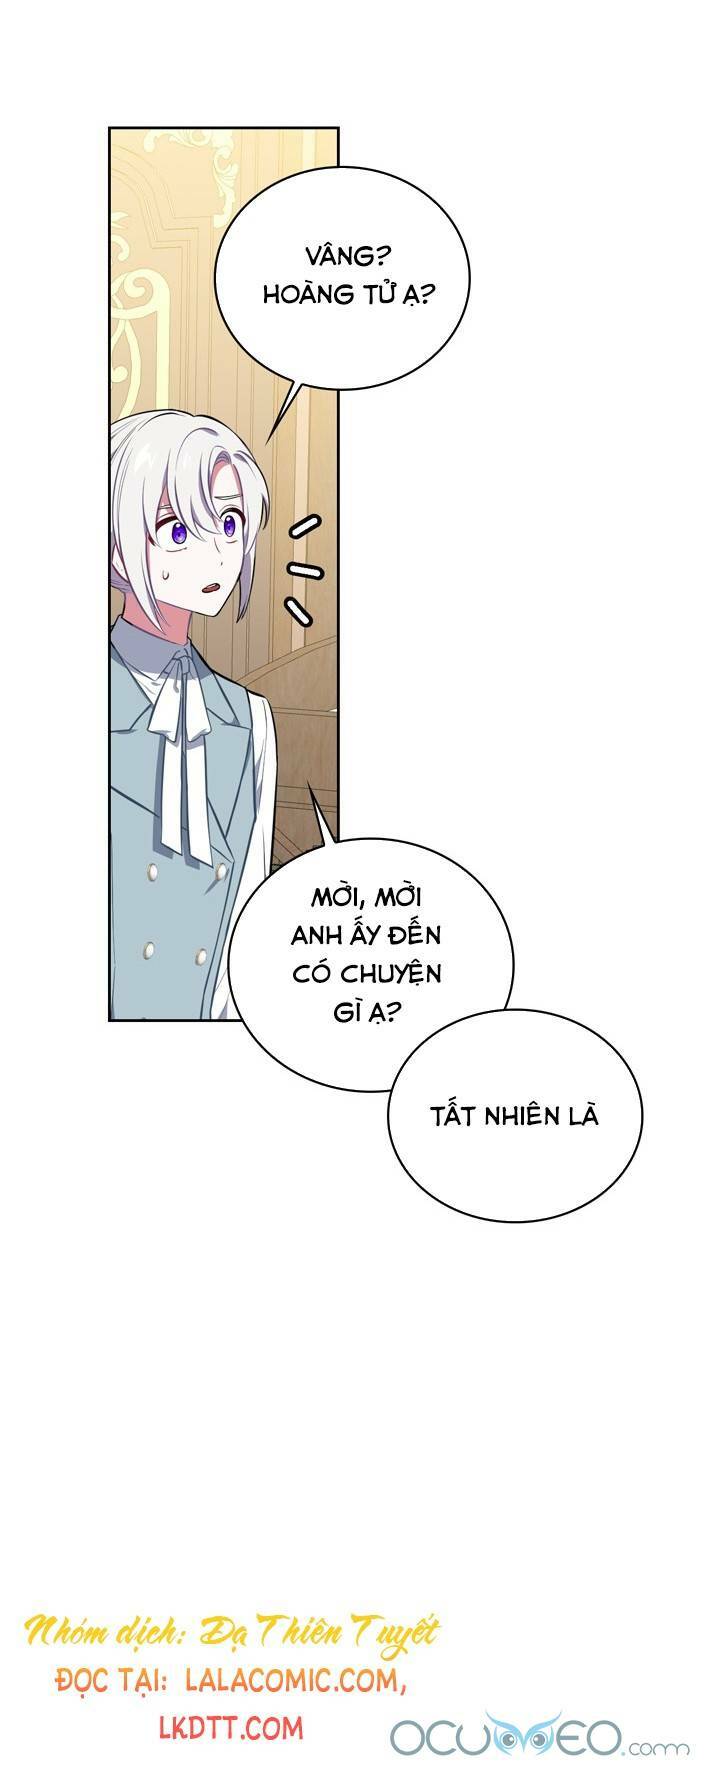 VÂNG?
HOÀNG TỬ Ạ?
MỜI, MỜI
ANH ẤY ĐẾN
CÓ CHUYỆN
GÌ Ạ?
TẤT NHIÊN LÀ
Nhóm dịch: Dạ Thiên Tuyết
ĐỌC TẠI: LALACOMIC.COM,
LKDTT.COM
OCUMEO.comm